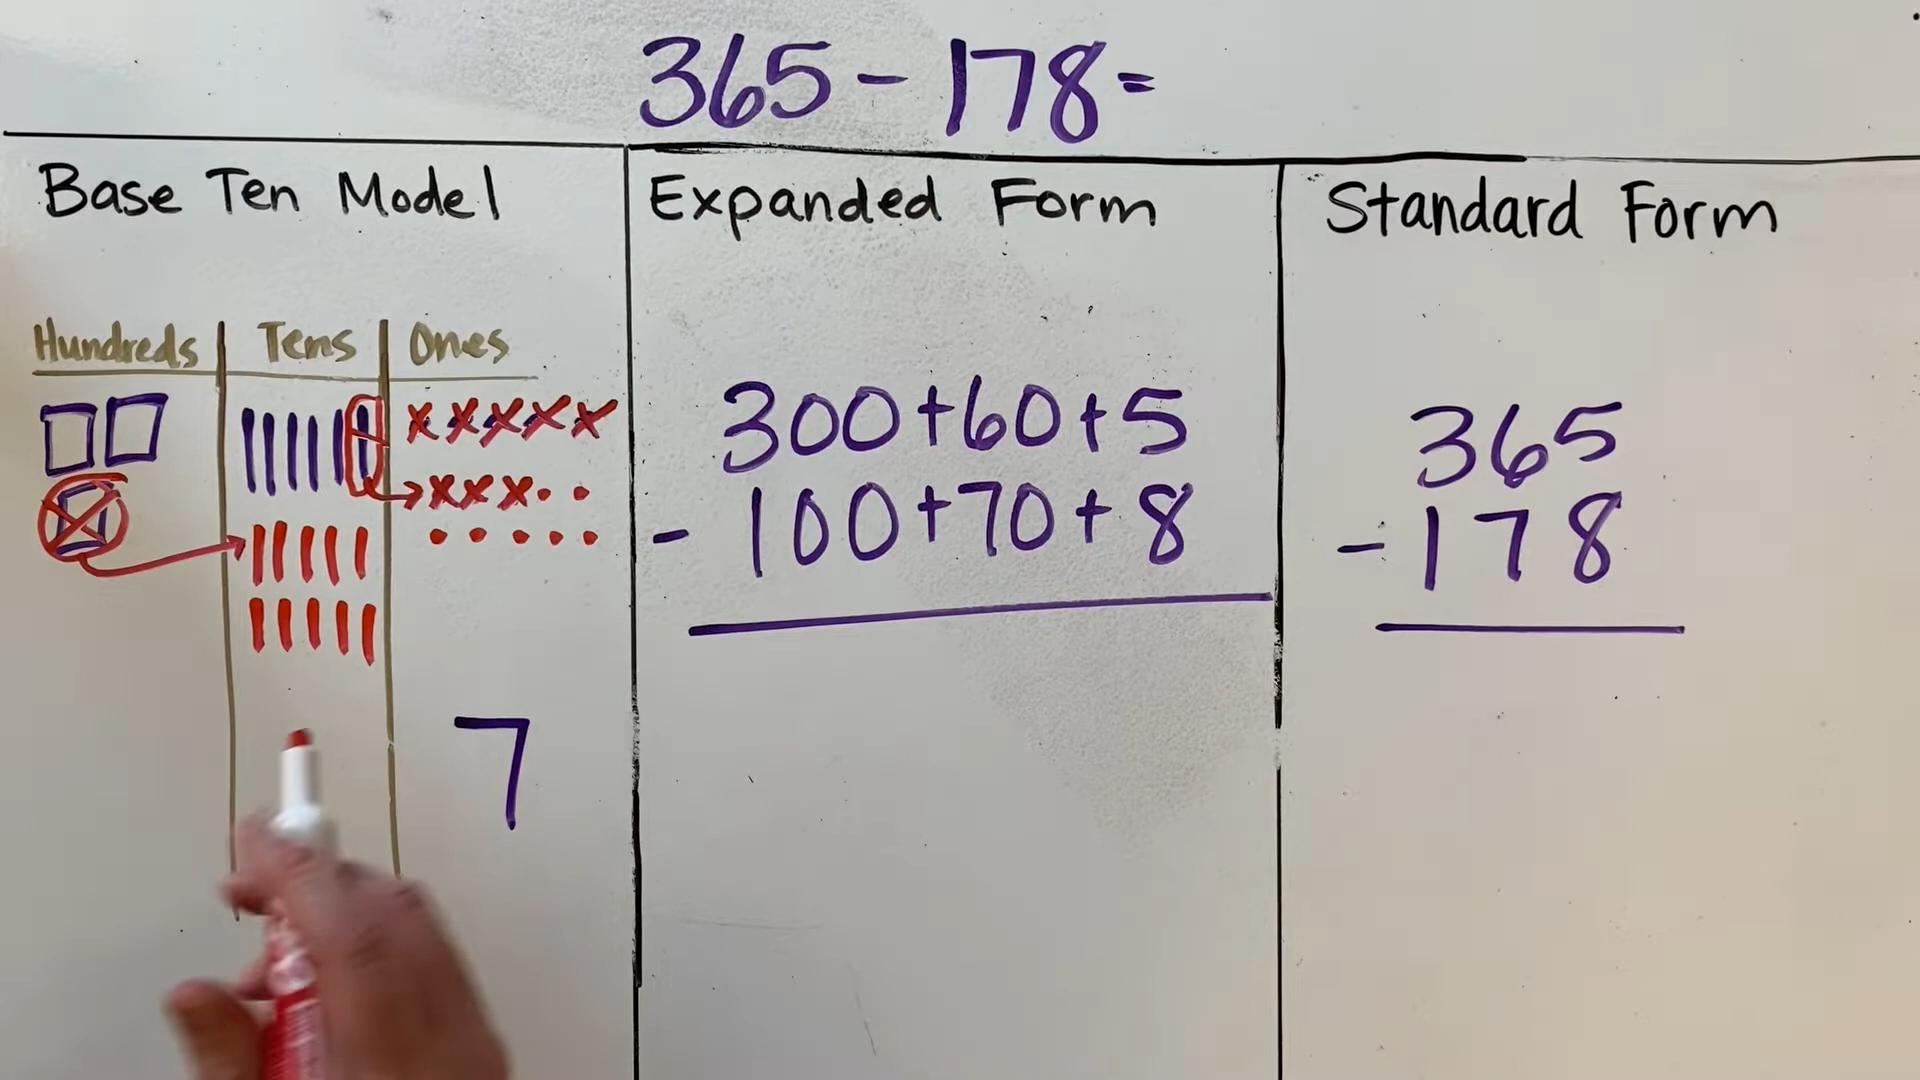 365 - 178 =
Base Ten Model
Expanded Form
Standard Form
Hundreds Tens Ones
7
300+60+5
- 100+70+8
365
- 178